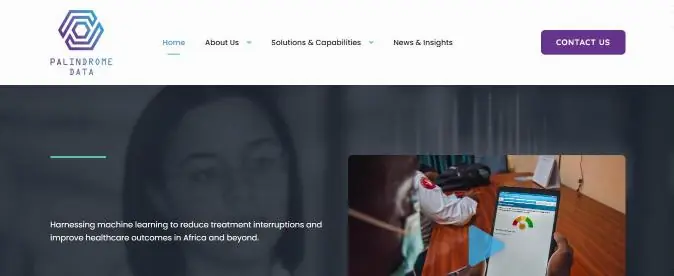 Home
About Us
Solutions & Capabilities
News & Insights
CONTACT US
PALINDROME
DATA
Harnessing machine learning to reduce treatment interruptions and
improve healthcare outcomes in Africa and beyond.